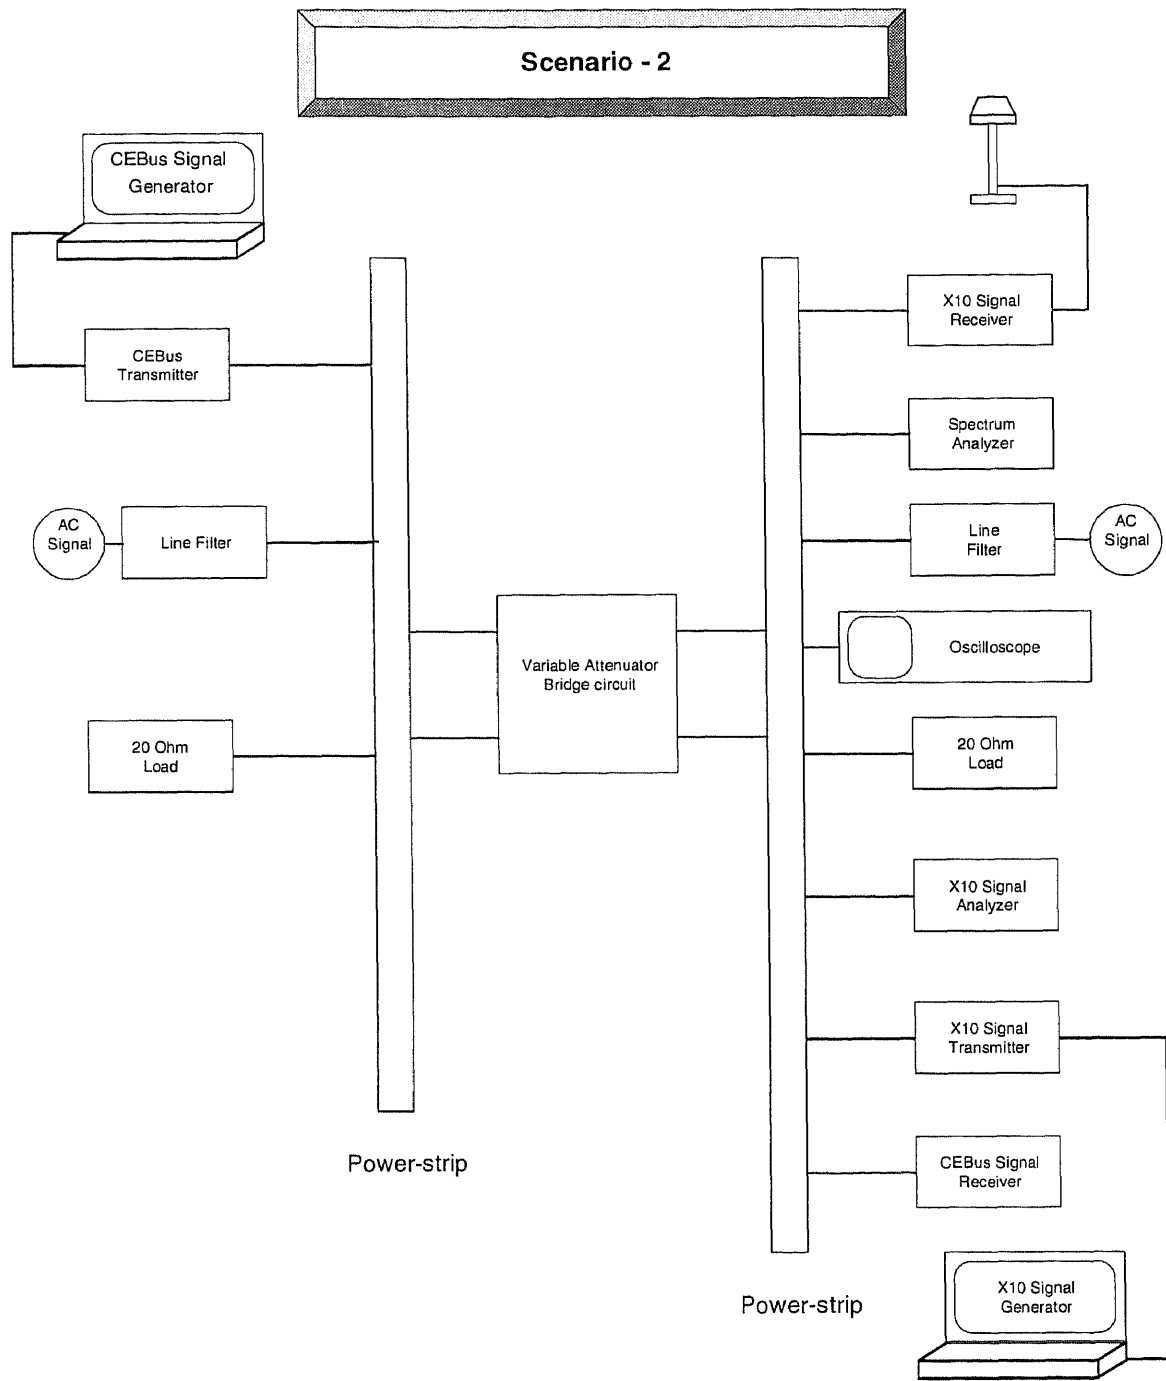 Scenario - 2
CEBus Signal
Generator
CEBus
Transmitter
AC
Signal
Line Filter
20 Ohm
Load
Power-strip
Variable Attenuator
Bridge circuit
X10 Signal
Receiver
Spectrum
Analyzer
Line
Filter
AC
Signal
Oscilloscope
20 Ohm
Load
X10 Signal
Analyzer
X10 Signal
Transmitter
CEBus Signal
Receiver
Power-strip
X10 Signal
Generator